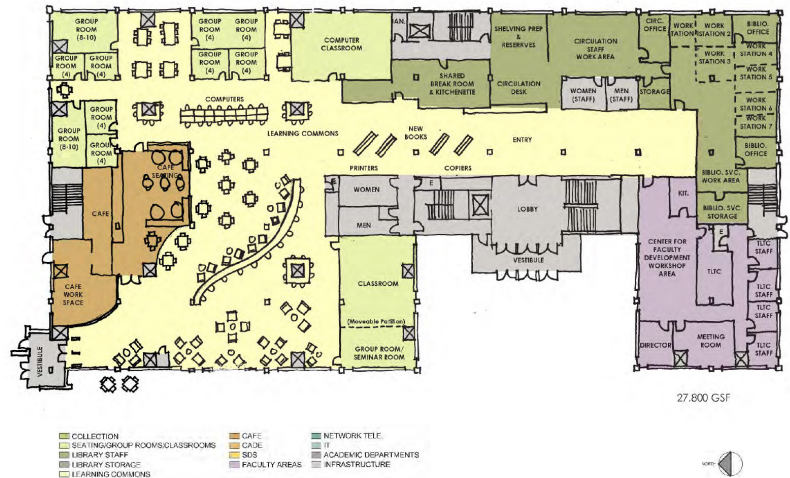 GROUP
ROOM
(8-10)
GROUP
ROOM
(4)
GROUP
ROOM
(4)
GROUP
ROOM
(4)
GROUP
ROOM
(4)
GROUP
ROOM
(4)
GROUP
ROOM
(4)
COMPUTER
CLASSROOM
JAN.
SHELVING PREP
&
RESERVES
CIRCULATION
STAFF
WORK AREA
CIRC.
OFFICE
WORK
STATION
WORK
STATION 2
WORK
STATION 3
BIBLIO.
OFFICE
WORK
STATION 4
WORK
STATION 5
WORK
STATION 6
WORK
STATION 7
BIBLIO.
OFFICE
SHARED
BREAK ROOM
& KITCHENETTE
CIRCULATION
DESK
WOMEN
(STAFF)
MEN
(STAFF)
STORAGE
GROUP
ROOM
(8-10)
GROUP
ROOM
(4)
GROUP
ROOM
(4)
COMPUTERS
LEARNING COMMONS
NEW
BOOKS
ENTRY
PRINTERS
COPIERS
CAFE
SEATING
CAFE
CAFE
WORK
SPACE
VESTIBULE
E
WOMEN
MEN
E
LOBBY
VESTIBULE
BIBLIO. SVC.
WORK AREA
BIBLIO. SVC.
STORAGE
KIT.
E
CENTER FOR
FACULTY
DEVELOPMENT
WORKSHOP
AREA
TLTC
TLTC
STAFF
TLTC
STAFF
TLTC
STAFF
TLTC
STAFF
DIRECTOR
MEETING
ROOM
CLASSROOM
(Moveable Partition)
GROUP ROOM/
SEMINAR ROOM
27,800 GSF
COLLECTION
SEATING/GROUP ROOMS/CLASSROOMS
LIBRARY STAFF
LIBRARY STORAGE
LEARNING COMMONS
CAFE
CADE
SDS
FACULTY AREAS
NETWORK TELE.
IT
ACADEMIC DEPARTMENTS
INFRASTRUCTURE
NORTH